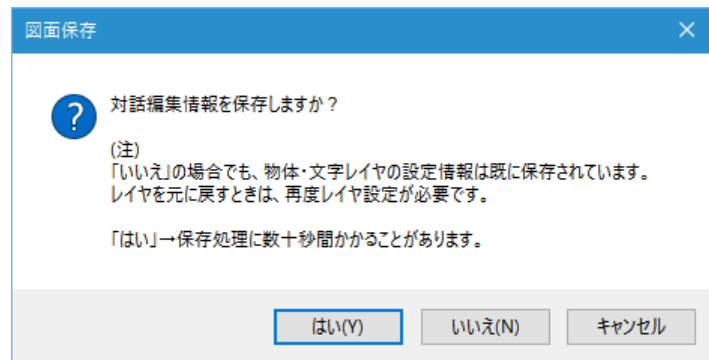 図面保存
対話編集情報を保存しますか？
(注)
「いいえ」の場合でも、物体・文字レイヤの設定情報は既に保存されています。
レイヤを元に戻すときは、再度レイヤ設定が必要です。
「はい」→保存処理に数十秒間かかることがあります。
はい(Y)
いいえ(N)
キャンセル